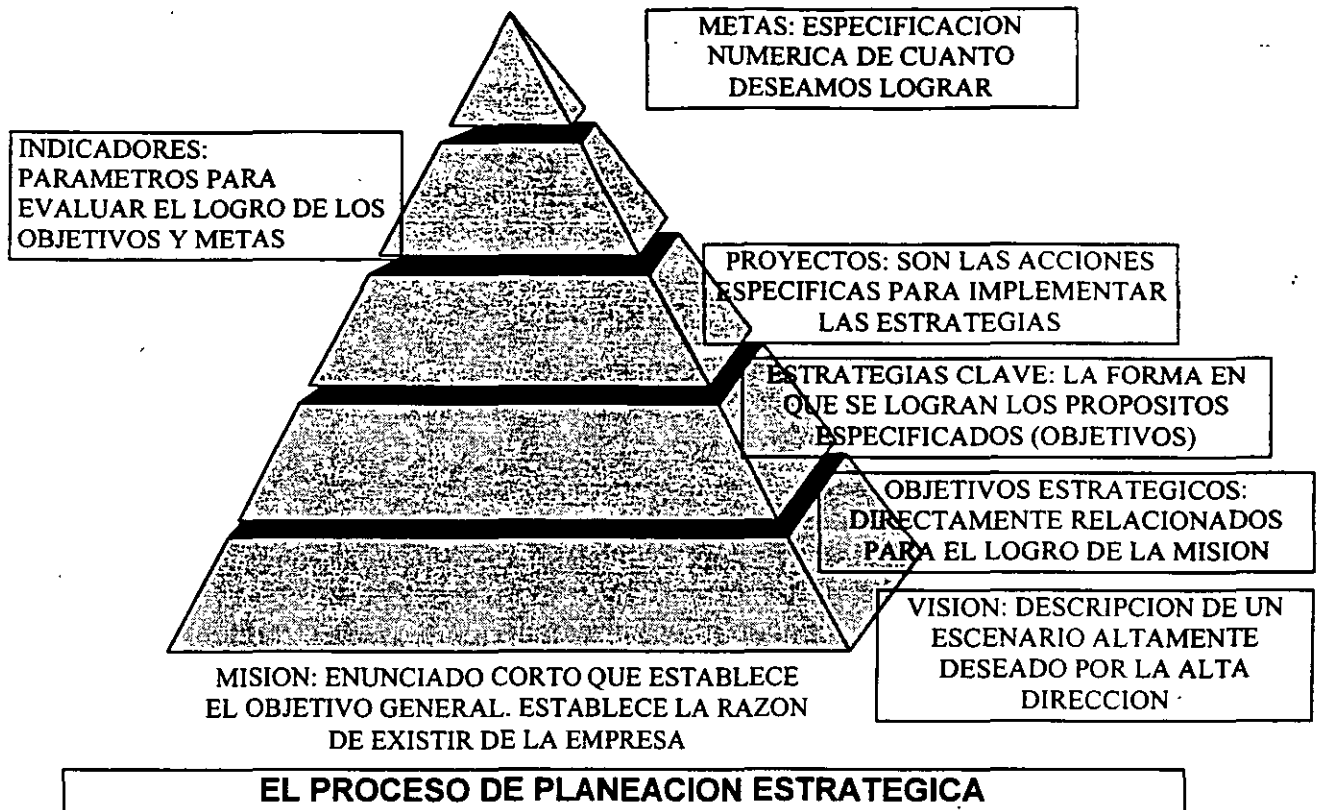 METAS: ESPECIFICACION
NUMERICA DE CUANTO
DESEAMOS LOGRAR
INDICADORES:
PARAMETROS PARA
EVALUAR EL LOGRO DE LOS
OBJETIVOS Y METAS
PROYECTOS: SON LAS ACCIONES
ESPECIFICAS PARA IMPLEMENTAR
LAS ESTRATEGIAS
ESTRATEGIAS CLAVE: LA FORMA EN
QUE SE LOGRAN LOS PROPOSITOS
ESPECIFICADOS (OBJETIVOS)
OBJETIVOS ESTRATEGICOS:
DIRECTAMENTE RELACIONADOS
PARA EL LOGRO DE LA MISION
VISION: DESCRIPCION DE UN
ESCENARIO ALTAMENTE
DESEADO POR LA ALTA
DIRECCION
MISION: ENUNCIADO CORTO QUE ESTABLECE
EL OBJETIVO GENERAL. ESTABLECE LA RAZON
DE EXISTIR DE LA EMPRESA
EL PROCESO DE PLANEACION ESTRATEGICA